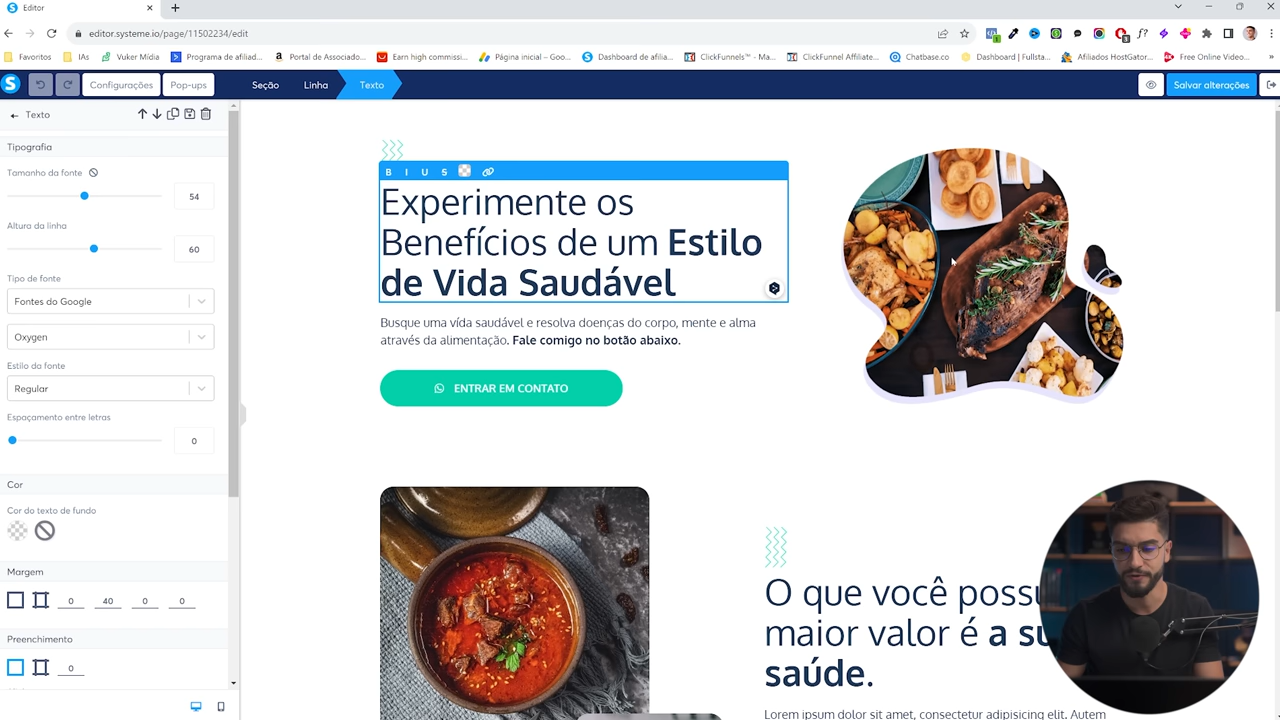 Editor
editor.systeme.io/page/11502234/edit
Favoritos
IAs
Vuker Mídia
Programa de afiliad...
Portal de Associado...
Earn high commissi...
Página inicial – Goo...
Dashboard de afilia...
ClickFunnels™ - Ma...
ClickFunnel Affiliate...
Chatbase.co
Dashboard | Fullsta...
Afiliados HostGator...
Free Online Video...
Configurações
Pop-ups
Seção
Linha
Texto
Salvar alterações
Texto
Tipografia
Tamanho da fonte
54
Altura da linha
60
Tipo de fonte
Fontes do Google
Oxygen
Estilo da fonte
Regular
Espaçamento entre letras
0
Cor
Cor do texto de fundo
Margem
0 40 0 0
Preenchimento
0
B I U S
Experimente os
Benefícios de um Estilo
de Vida Saudável
Busque uma vída saudável e resolva doenças do corpo, mente e alma
através da alimentação. Fale comigo no botão abaixo.
ENTRAR EM CONTATO
O que você possu
maior valor é a su
saúde.
Lorem ipsum dolor sit amet, consectetur adipisicing elit. Autem